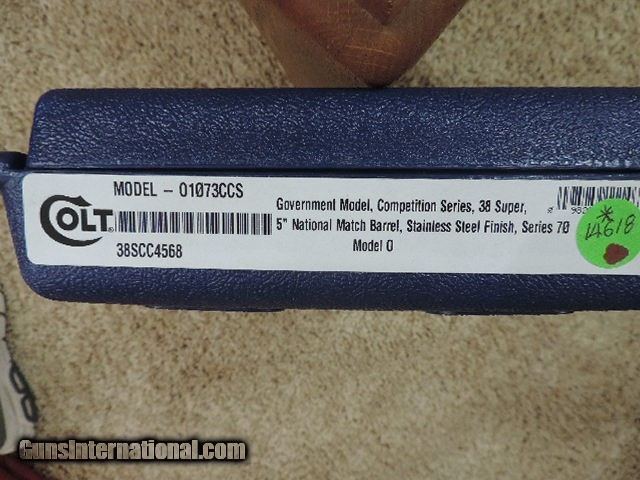 MODEL - 01073CCS
COLT®
38SCC4568
Government Model, Competition Series, 38 Super,
5" National Match Barrel, Stainless Steel Finish, Series 70
Model O
14618
GunsInternational.com